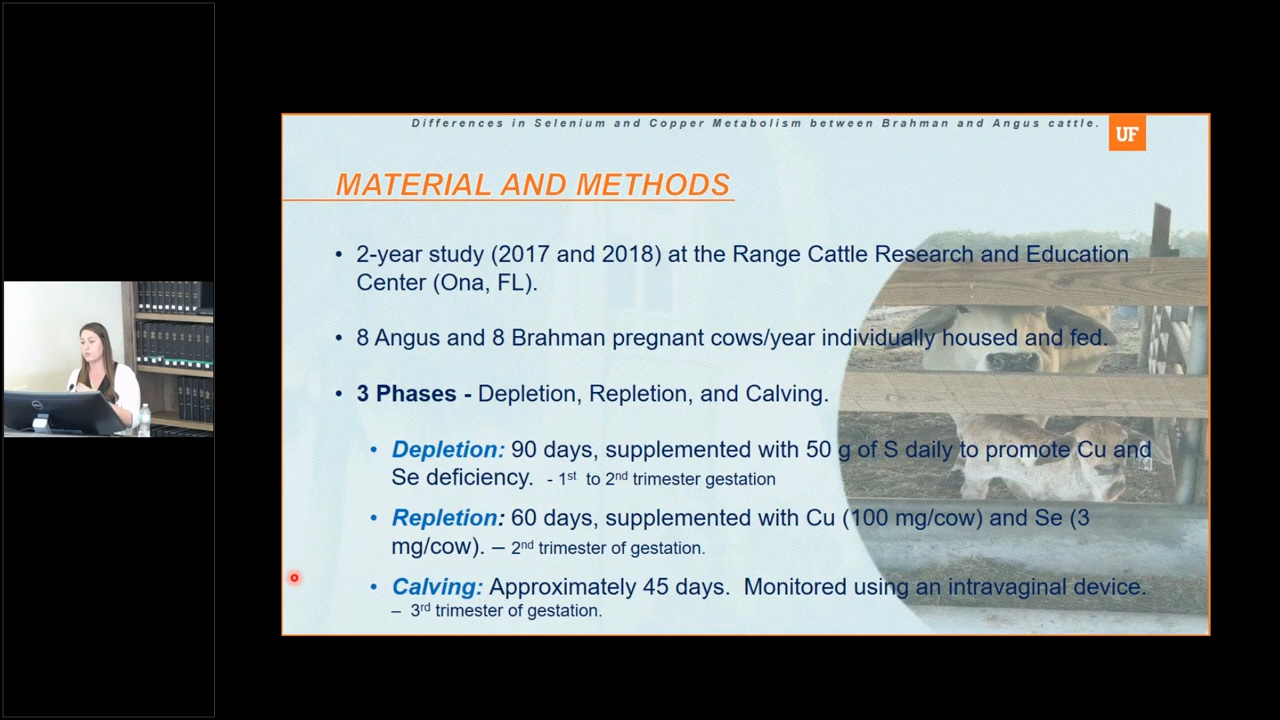 Differences in Selenium and Copper Metabolism between Brahman and Angus cattle.
UF
MATERIAL AND METHODS
• 2-year study (2017 and 2018) at the Range Cattle Research and Education
Center (Ona, FL).
• 8 Angus and 8 Brahman pregnant cows/year individually housed and fed.
• 3 Phases - Depletion, Repletion, and Calving.
• Depletion: 90 days, supplemented with 50 g of S daily to promote Cu and
Se deficiency. - 1st to 2nd trimester gestation
• Repletion: 60 days, supplemented with Cu (100 mg/cow) and Se (3
mg/cow). – 2nd trimester of gestation.
• Calving: Approximately 45 days. Monitored using an intravaginal device.
– 3rd trimester of gestation.